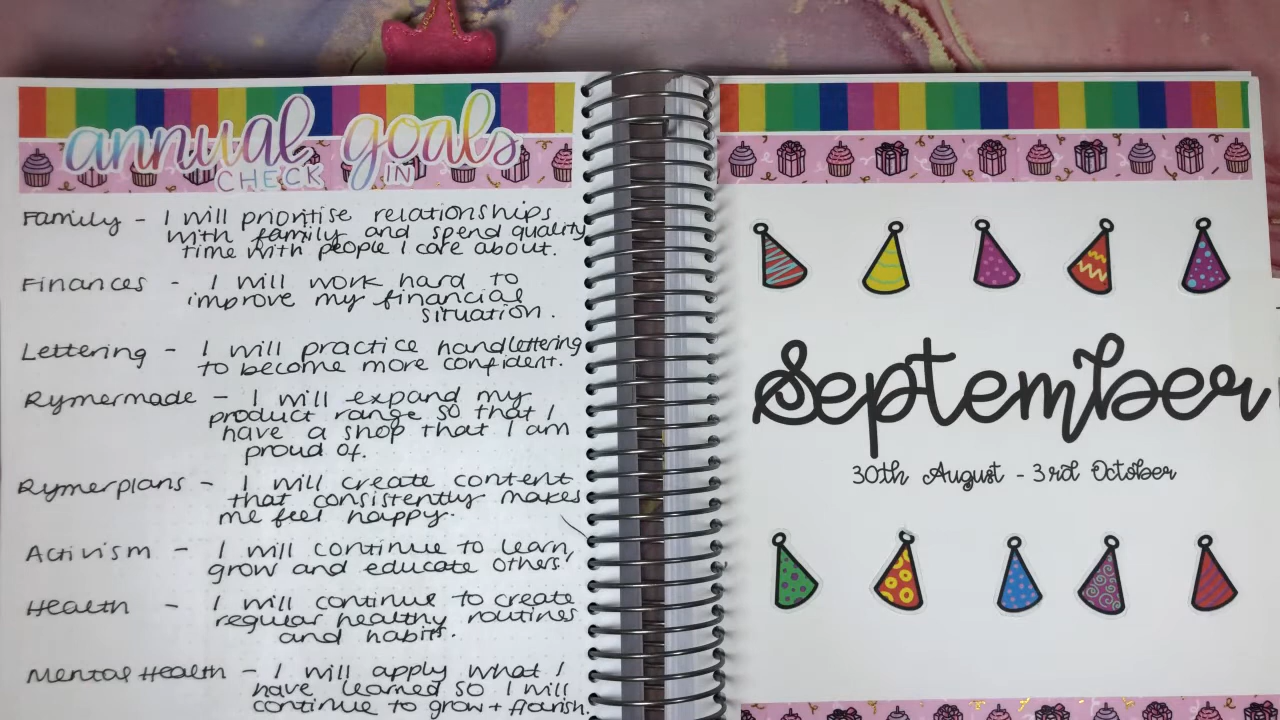 annual goals
CHECK IN
Family - I will prioritise relationships
with family and spend quality
time with people I care about.
Finances - I will work hard to
improve my financial
situation.
Lettering - I will practice handlettering
to become more confident.
Rymermade - I will expand my
product range so that I
have a shop that I am
proud of.
Rymerplans - I will create content
that consistently makes
me feel happy.
Activism - I will continue to learn,
grow and educate others.
Health - I will continue to create
regular healthy routines
and habits.
Mental Health - I will apply what I
have learned so I will
continue to grow + flourish.
September
30th August - 3rd October